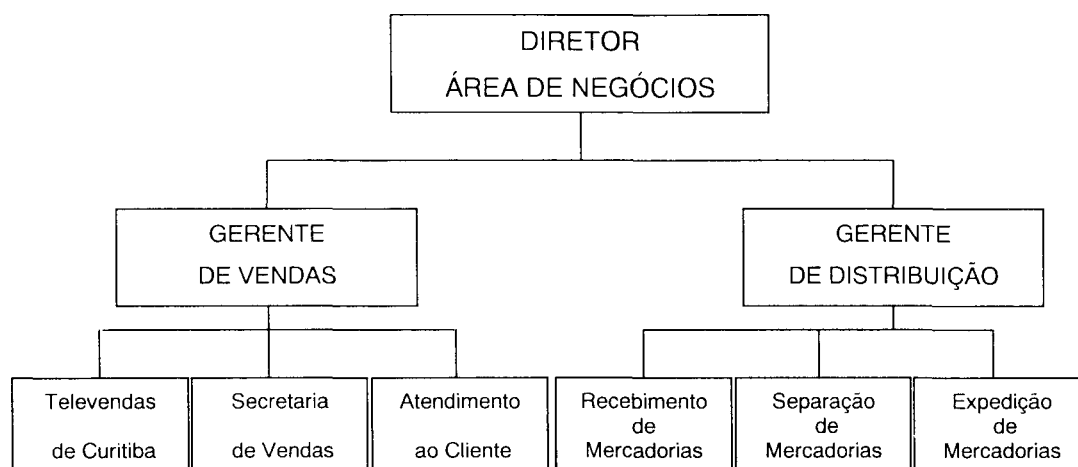 DIRETOR
ÁREA DE NEGÓCIOS
GERENTE
DE VENDAS
GERENTE
DE DISTRIBUIÇÃO
Televendas
de Curitiba
Secretaria
de Vendas
Atendimento
ao Cliente
Recebimento
de
Mercadorias
Separação
de
Mercadorias
Expedição
de
Mercadorias